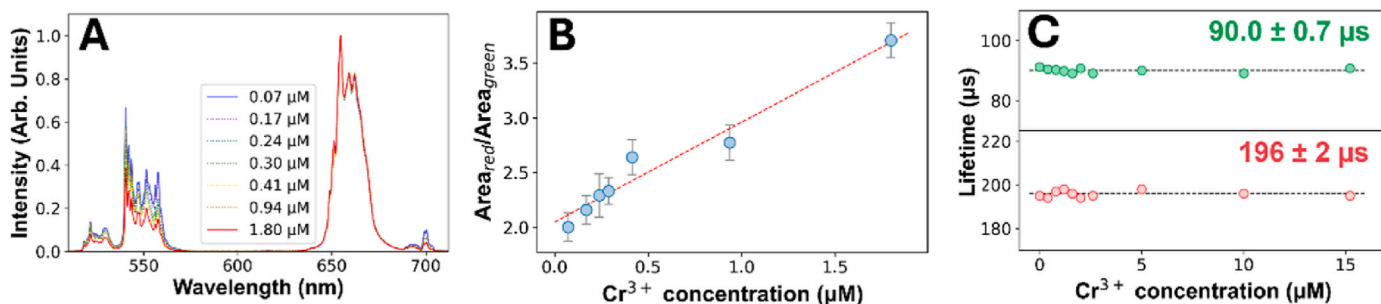 A
Intensity (Arb. Units)
1.0
0.8
0.6
0.4
0.2
0.0
0.07 µM
0.17 µM
0.24 µM
0.30 µM
0.41 µM
0.94 µM
1.80 µM
550
600
650
700
Wavelength (nm)
B
Area_red/Area_green
3.5
3.0
2.5
2.0
0.0
0.5
1.0
1.5
Cr³⁺ concentration (µM)
C
90.0 ± 0.7 µs
196 ± 2 µs
Lifetime (µs)
100
80
220
200
180
0
5
10
15
Cr³⁺ concentration (µM)